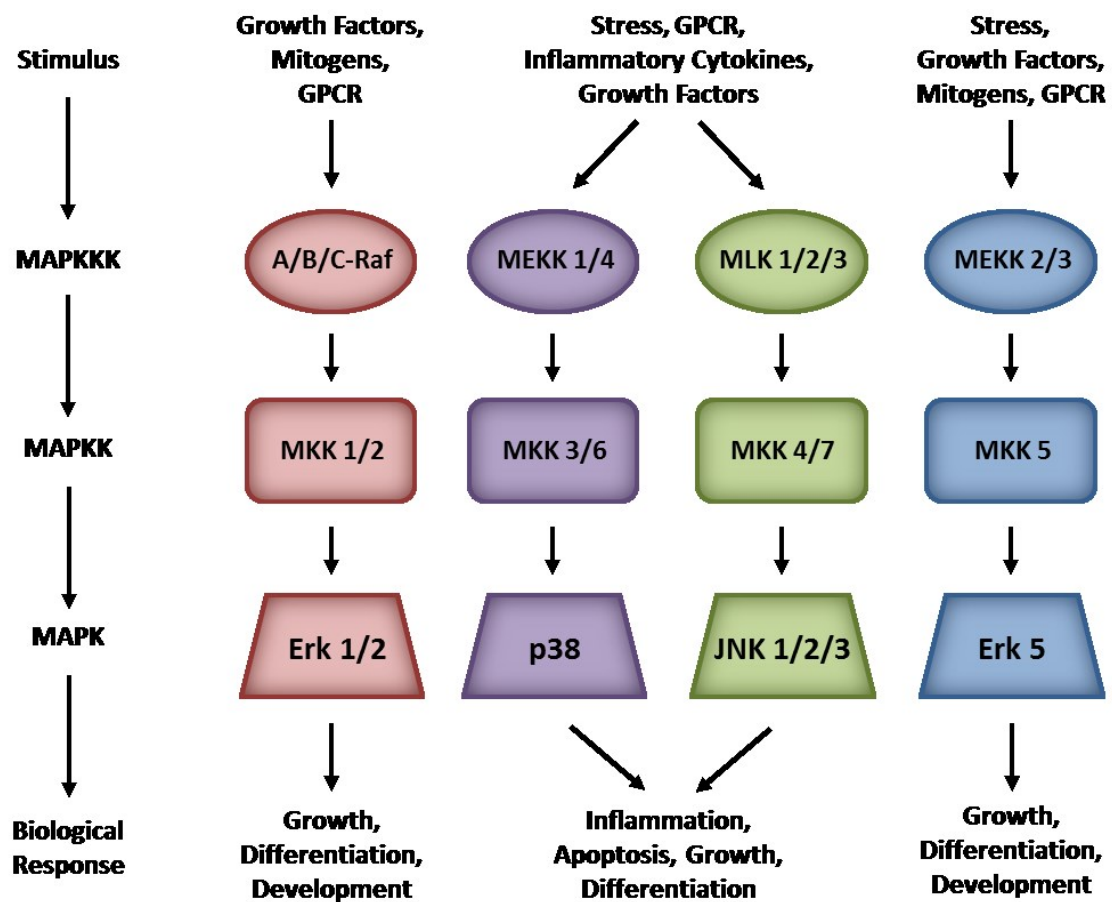 Stimulus
Growth Factors,
Mitogens,
GPCR
Stress, GPCR,
Inflammatory Cytokines,
Growth Factors
Stress,
Growth Factors,
Mitogens, GPCR
MAPKKK
A/B/C-Raf
MEKK 1/4
MLK 1/2/3
MEKK 2/3
MAPKK
MKK 1/2
MKK 3/6
MKK 4/7
MKK 5
MAPK
Erk 1/2
p38
JNK 1/2/3
Erk 5
Biological
Response
Growth,
Differentiation,
Development
Inflammation,
Apoptosis, Growth,
Differentiation
Growth,
Differentiation,
Development